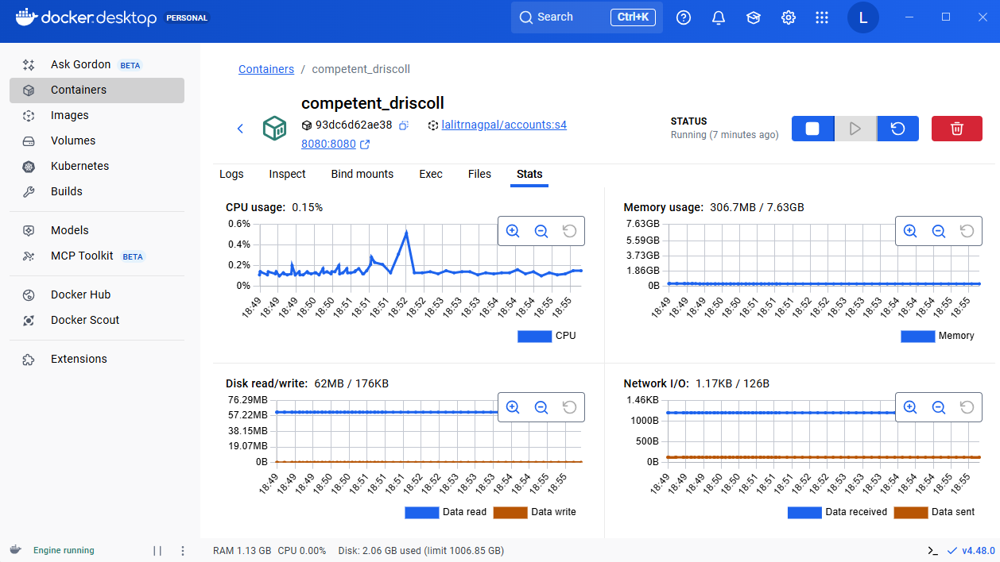 docker.desktop PERSONAL
Search Ctrl+K
L
Ask Gordon BETA
Containers
Images
Volumes
Kubernetes
Builds
Models
MCP Toolkit BETA
Docker Hub
Docker Scout
Extensions
Containers / competent_driscoll
competent_driscoll
93dc6d62ae38 lalitrnagpal/accounts:s4
8080:8080
STATUS
Running (7 minutes ago)
Logs Inspect Bind mounts Exec Files Stats
CPU usage: 0.15%
0.6%
0.4%
0.2%
0%
18:49 18:49 18:49 18:50 18:50 18:51 18:51 18:51 18:52 18:52 18:53 18:53 18:53 18:54 18:54 18:54 18:55 18:55
CPU
Memory usage: 306.7MB / 7.63GB
7.63GB
5.59GB
3.73GB
1.86GB
0B
18:49 18:49 18:49 18:50 18:50 18:51 18:51 18:51 18:52 18:52 18:53 18:53 18:53 18:54 18:54 18:54 18:55 18:55
Memory
Disk read/write: 62MB / 176KB
76.29MB
57.22MB
38.15MB
19.07MB
0B
18:49 18:49 18:49 18:50 18:50 18:51 18:51 18:51 18:52 18:52 18:53 18:53 18:53 18:54 18:54 18:55 18:55
Data read Data write
Network I/O: 1.17KB / 126B
1.46KB
1000B
500B
0B
18:49 18:49 18:49 18:50 18:50 18:51 18:51 18:51 18:52 18:52 18:53 18:53 18:53 18:54 18:54 18:54 18:55 18:55
Data received Data sent
Engine running
RAM 1.13 GB CPU 0.00% Disk: 2.06 GB used (limit 1006.85 GB)
v4.48.0